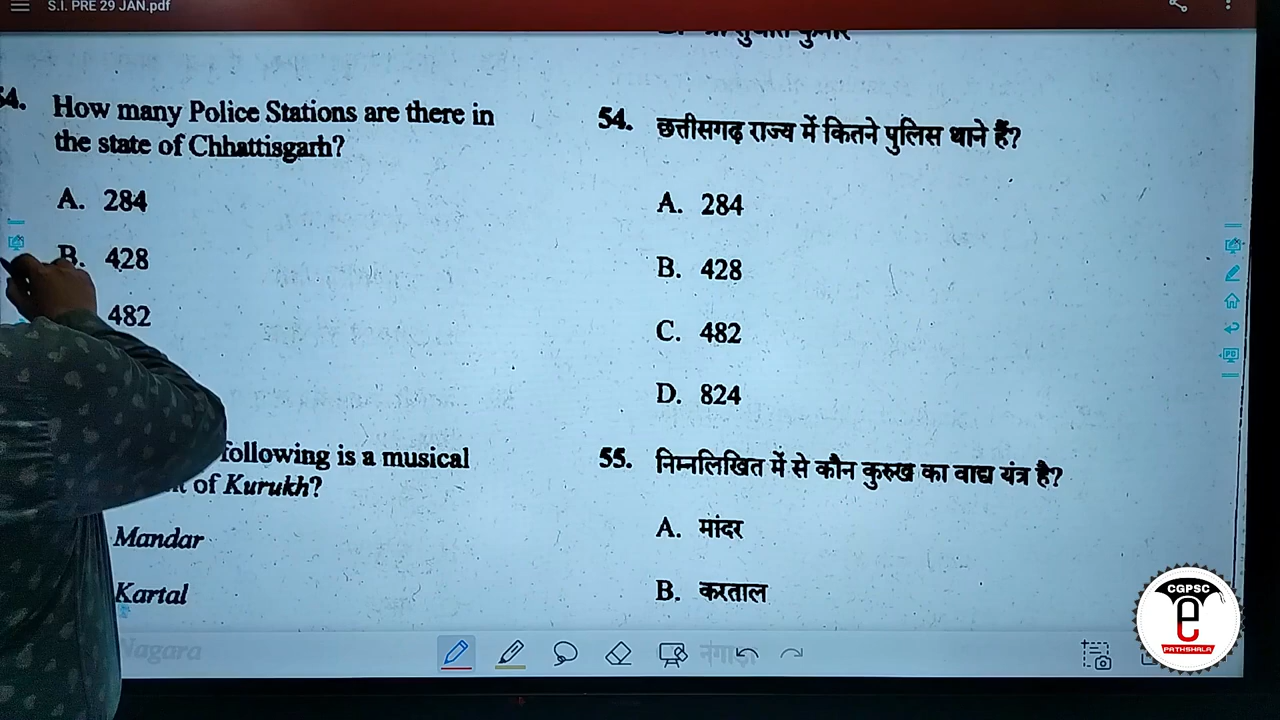 S.I. PRE 29 JAN.pdf
How many Police Stations are there in
the state of Chhattisgarh?
A. 284
B. 428
482
following is a musical
of Kurukh?
Mandar
Kartal
Nagara
54. छत्तीसगढ़ राज्य में कितने पुलिस थाने हैं?
A. 284
B. 428
C. 482
D. 824
55. निम्नलिखित में से कौन कुरुख का वाद्य यंत्र है?
A. मांदर
B. करताल
CGPSC
e
PATHSHALA